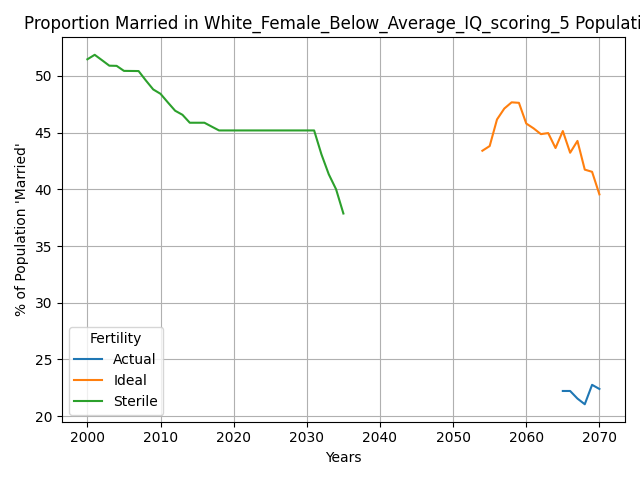 Proportion Married in White_Female_Below_Average_IQ_scoring_5 Populati
% of Population 'Married'
50
45
40
35
30
25
20
Fertility
Actual
Ideal
Sterile
2000 2010 2020 2030 2040 2050 2060 2070
Years